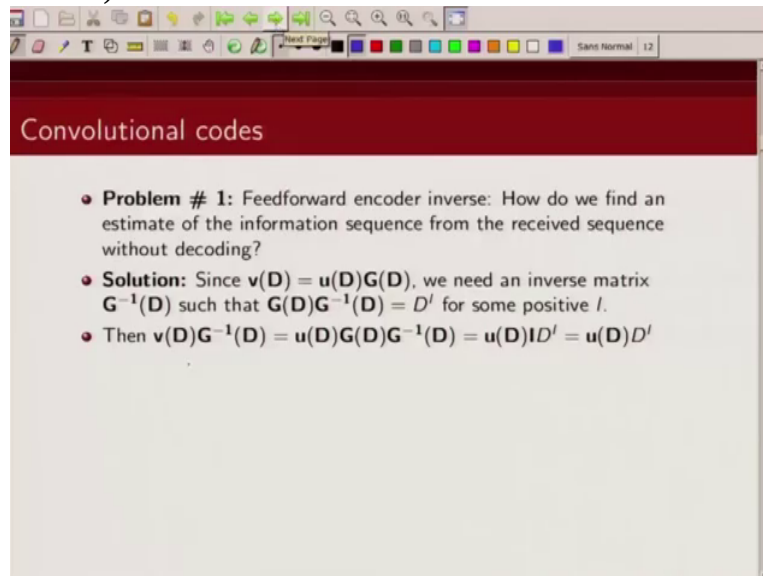 )
T
Next Page
Sans Normal 12
Convolutional codes
• Problem # 1: Feedforward encoder inverse: How do we find an
estimate of the information sequence from the received sequence
without decoding?
• Solution: Since v(D) = u(D)G(D), we need an inverse matrix
G⁻¹(D) such that G(D)G⁻¹(D) = Dˡ for some positive l.
• Then v(D)G⁻¹(D) = u(D)G(D)G⁻¹(D) = u(D)IDˡ = u(D)Dˡ